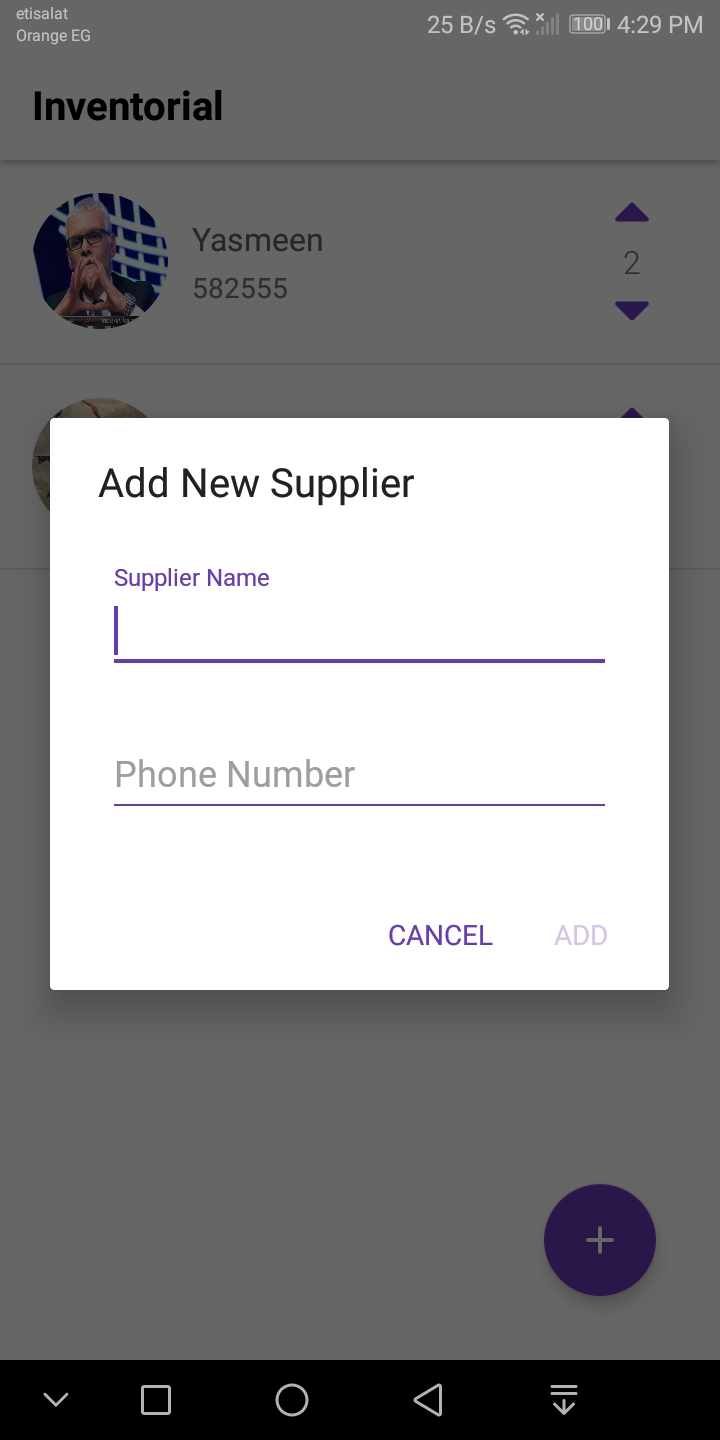 etisalat
Orange EG
25 B/s
100
4:29 PM
Inventorial
Yasmeen
582555
2
Add New Supplier
Supplier Name
Phone Number
CANCEL
ADD